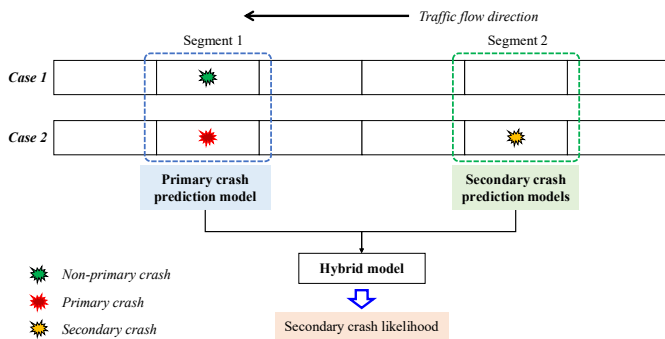 Traffic flow direction
Segment 1
Segment 2
Case 1
Case 2
Primary crash
prediction model
Secondary crash
prediction models
Hybrid model
Secondary crash likelihood
Non-primary crash
Primary crash
Secondary crash